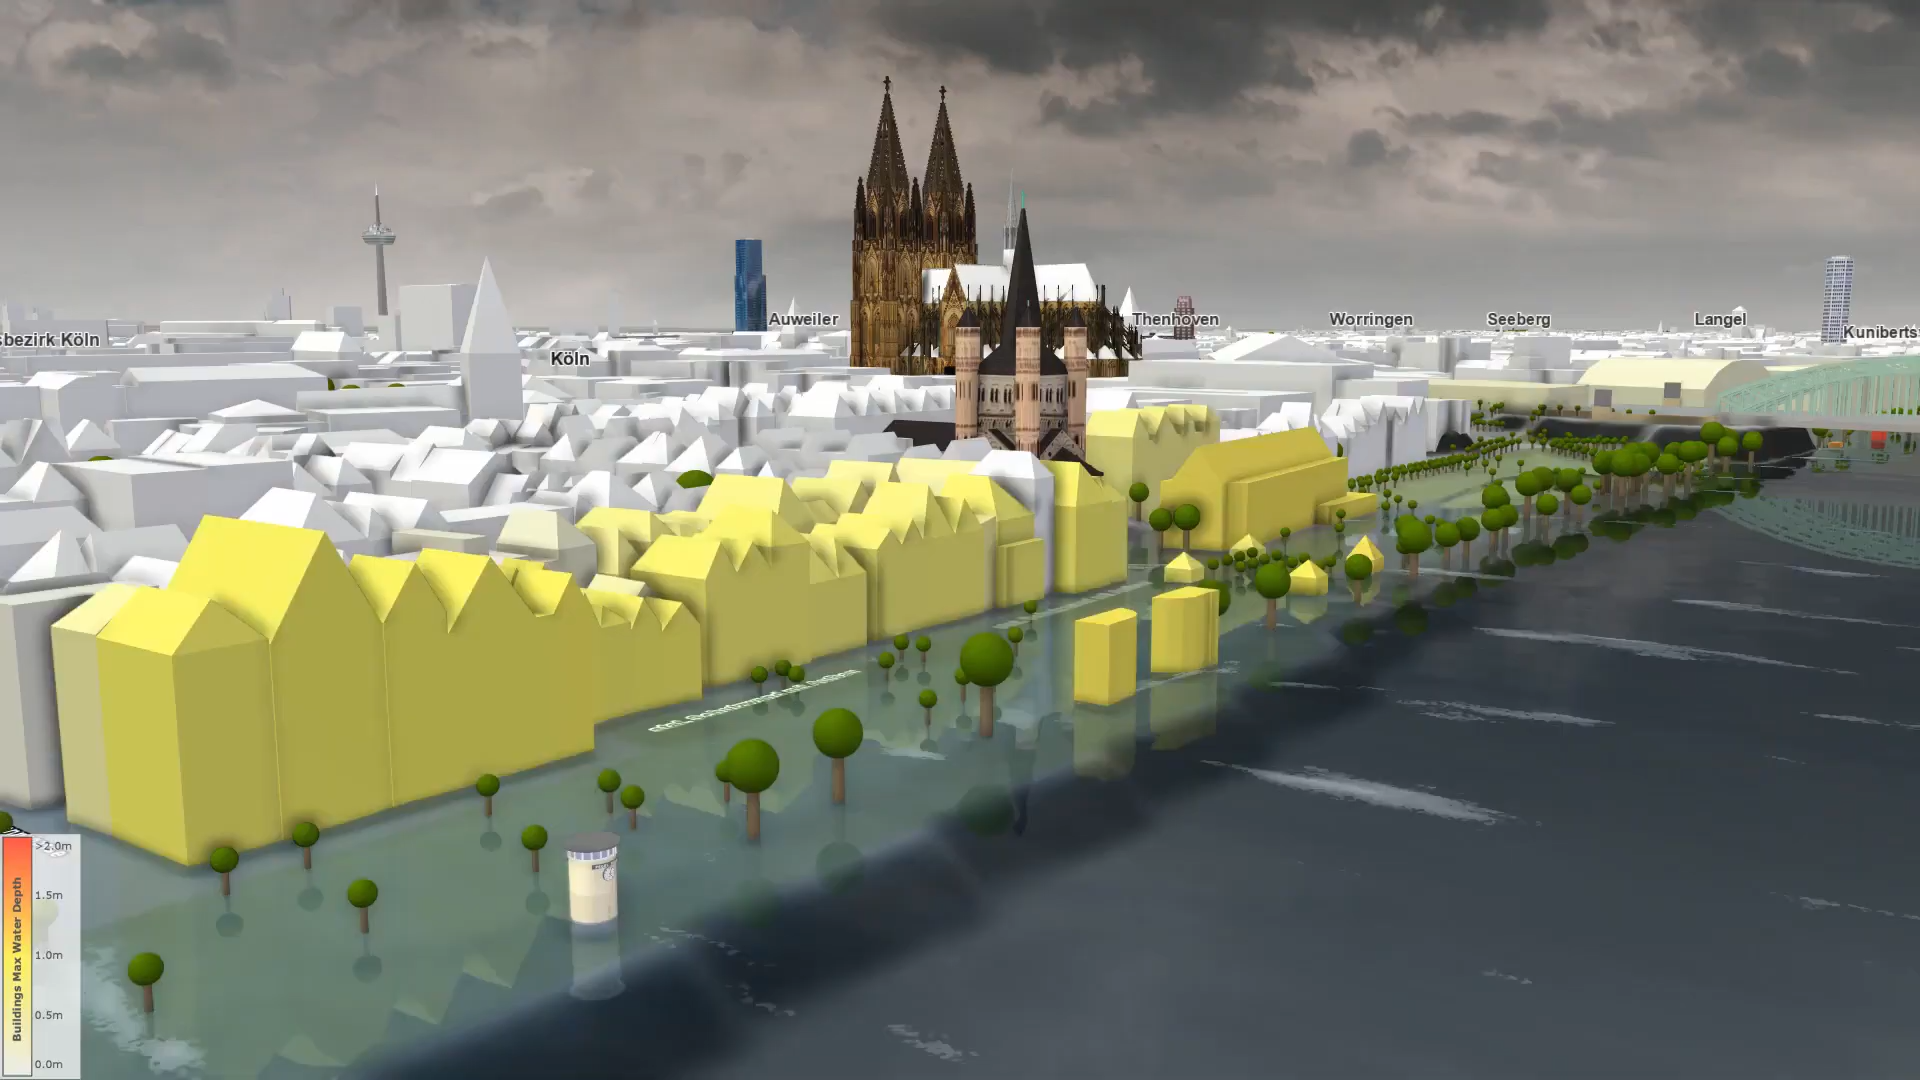 Auweiler
Thenhoven
Worringen
Seeberg
Langel
sbezirk Köln
Kuniberts
Köln
>2.0m
1.5m
1.0m
0.5m
0.0m
Buildings Max Water Depth